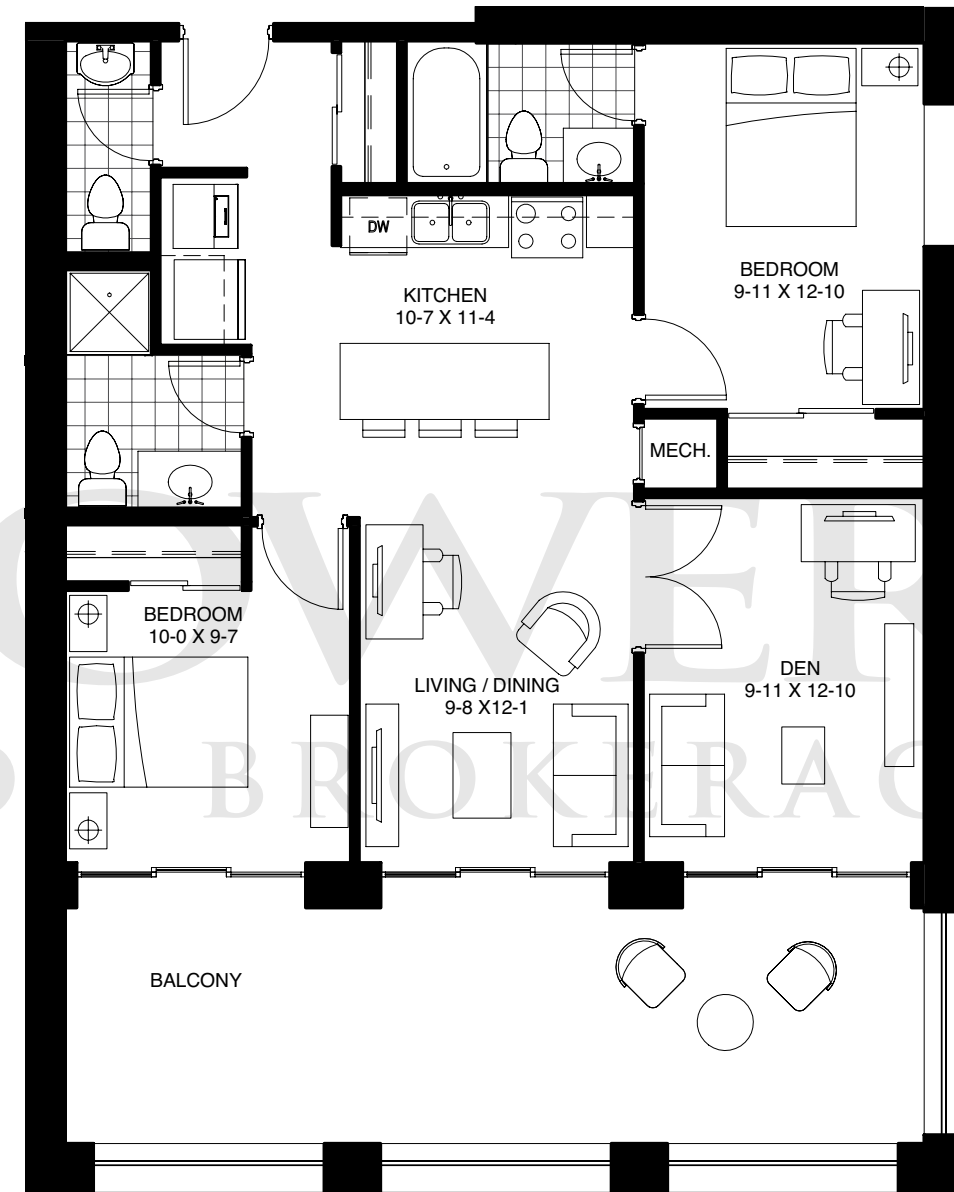 DW
KITCHEN
10-7 X 11-4
BEDROOM
9-11 X 12-10
MECH.
BEDROOM
10-0 X 9-7
LIVING / DINING
9-8 X12-1
DEN
9-11 X 12-10
OWER
BROKERAG
BALCONY